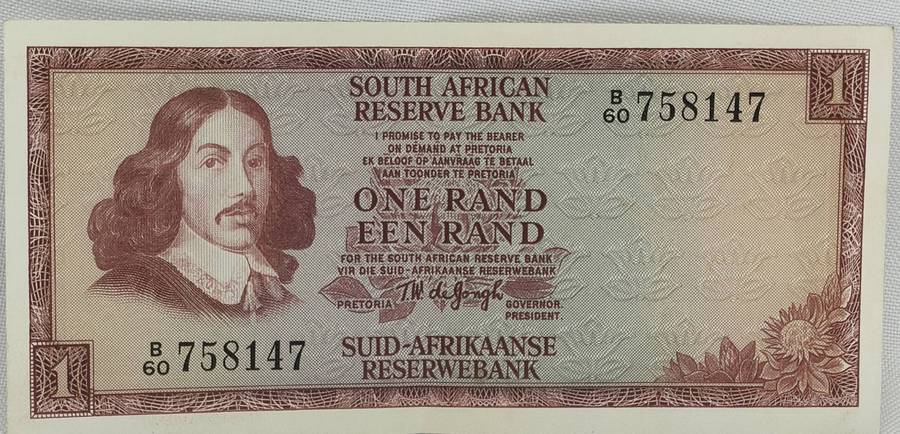 SOUTH AFRICAN
RESERVE BANK
B/60 758147
1
I PROMISE TO PAY THE BEARER
ON DEMAND AT PRETORIA
EK BELOOF OP AANVRAAG TE BETAAL
AAN TOONDER TE PRETORIA
ONE RAND
EEN RAND
FOR THE SOUTH AFRICAN RESERVE BANK
VIR DIE SUID-AFRIKAANSE RESERWEBANK
T.W. de Jongh
PRETORIA GOVERNOR.
PRESIDENT.
1
B/60 758147
SUID-AFRIKAANSE
RESERWEBANK